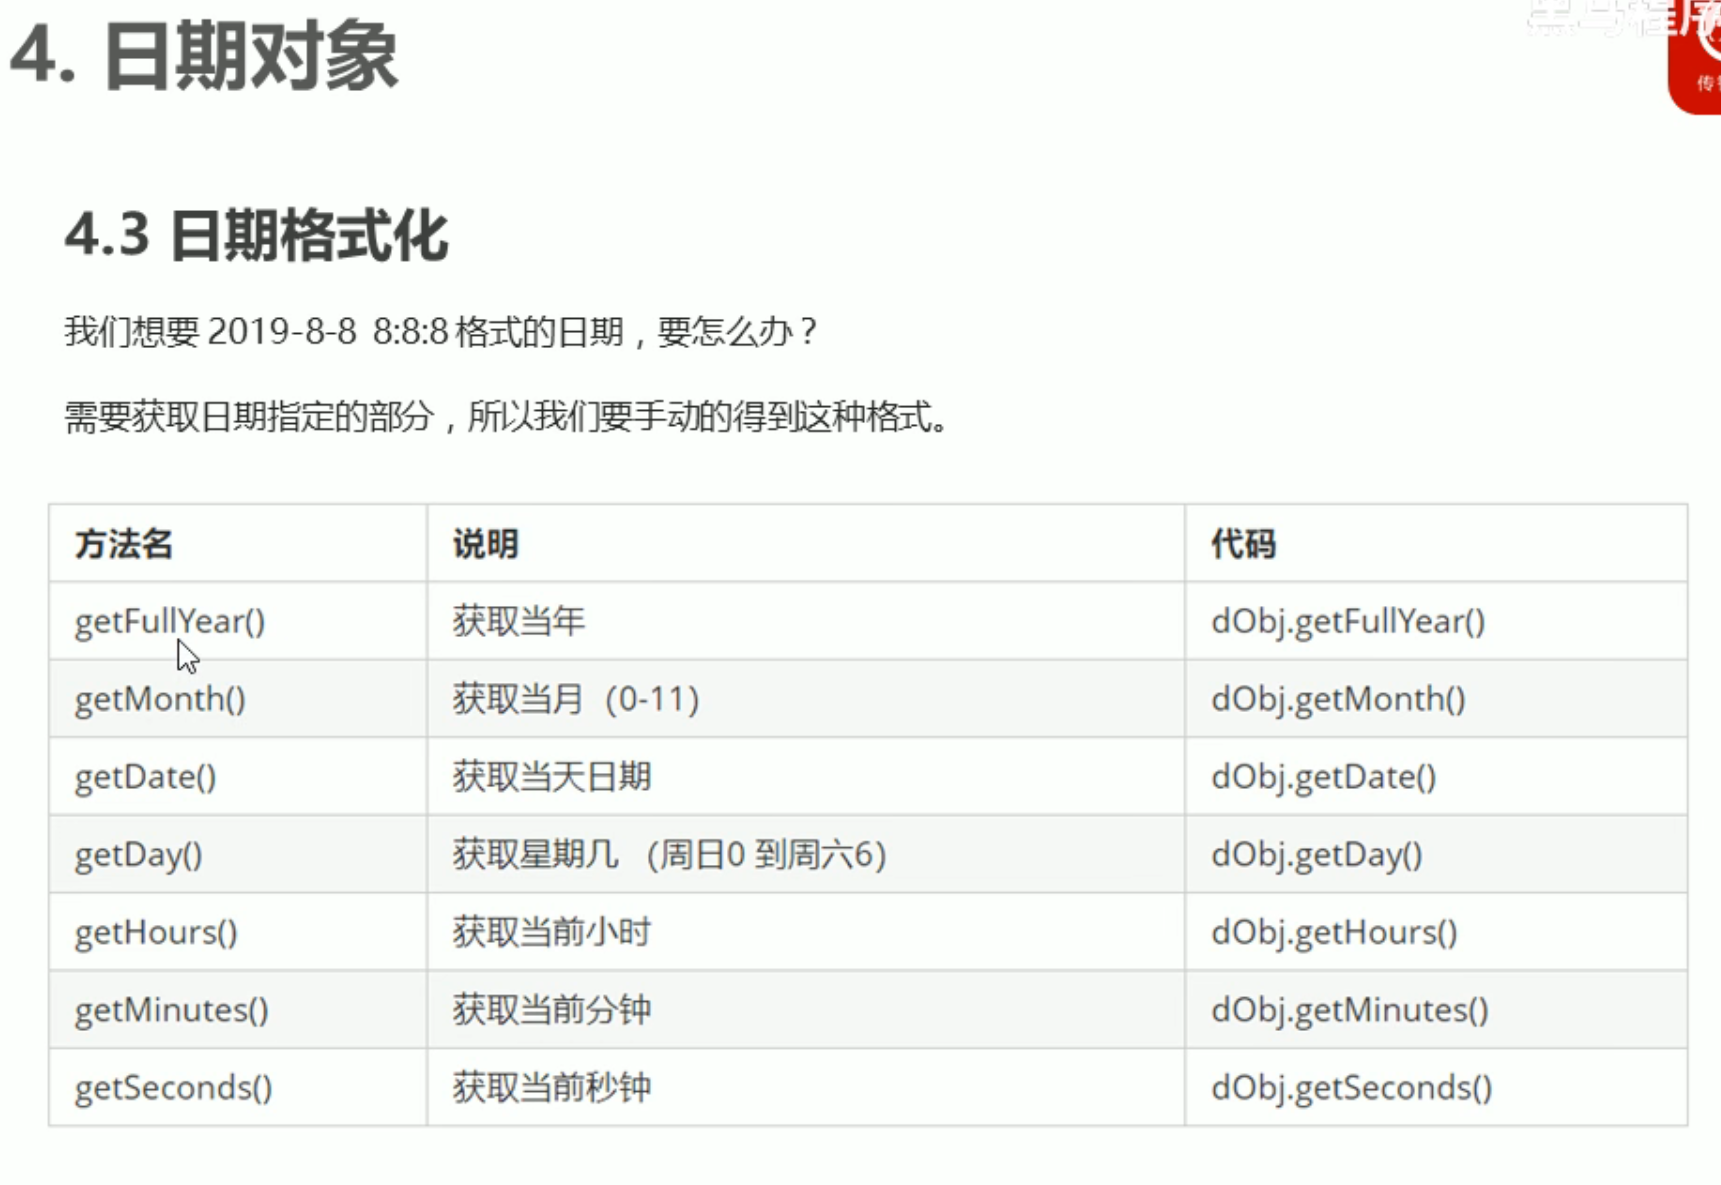 黑马程序
传
4. 日期对象
4.3 日期格式化
我们想要 2019-8-8 8:8:8 格式的日期，要怎么办？
需要获取日期指定的部分，所以我们要手动的得到这种格式。
方法名 说明 代码
getFullYear() 获取当年 dObj.getFullYear()
getMonth() 获取当月（0-11） dObj.getMonth()
getDate() 获取当天日期 dObj.getDate()
getDay() 获取星期几 （周日0 到周六6） dObj.getDay()
getHours() 获取当前小时 dObj.getHours()
getMinutes() 获取当前分钟 dObj.getMinutes()
getSeconds() 获取当前秒钟 dObj.getSeconds()